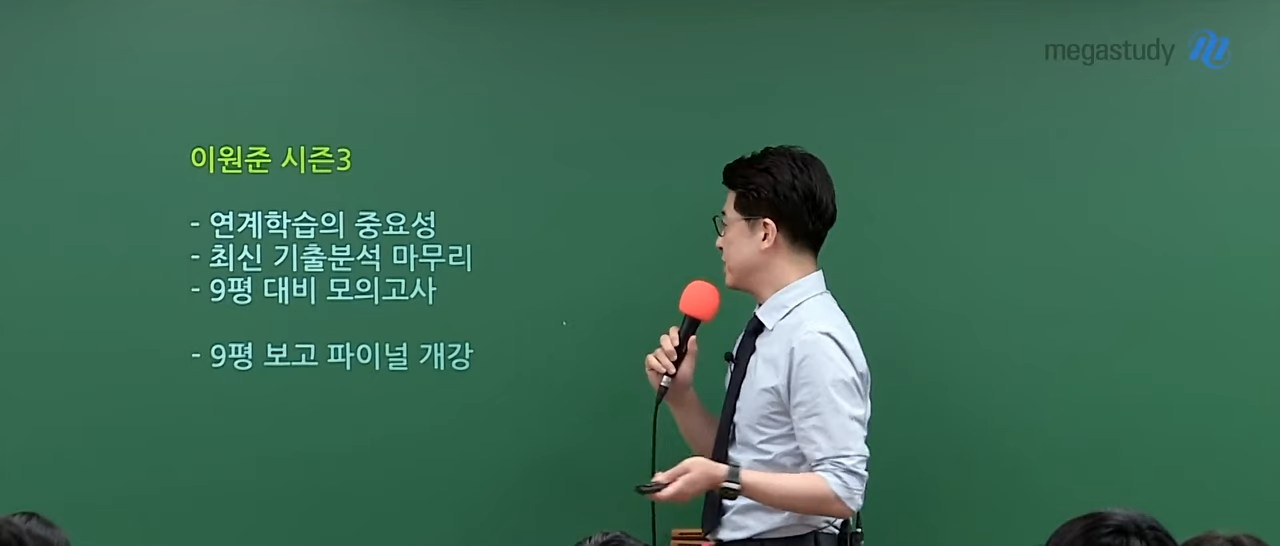 megastudy
이원준 시즌3
- 연계학습의 중요성
- 최신 기출분석 마무리
- 9평 대비 모의고사
- 9평 보고 파이널 개강